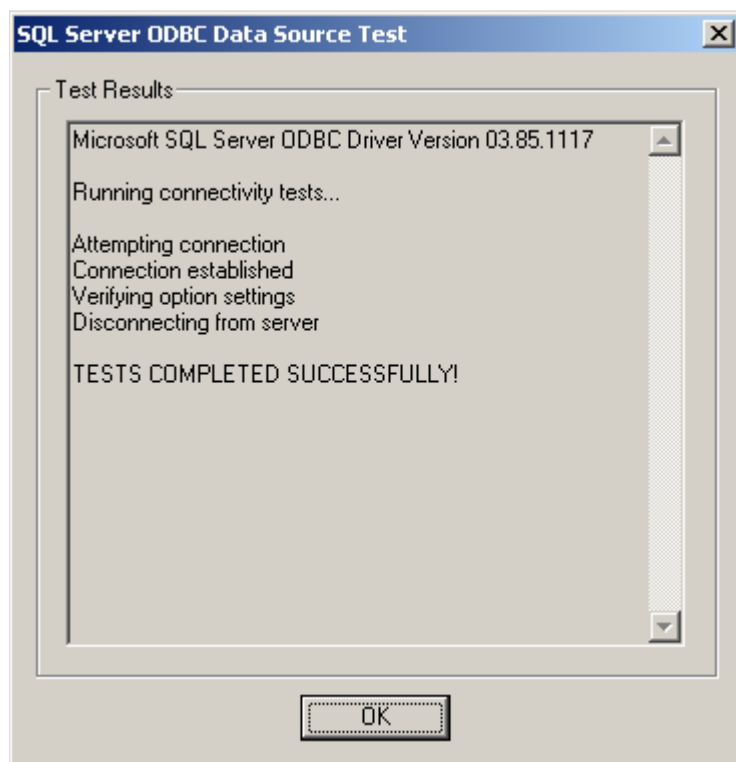 SQL Server ODBC Data Source Test
Test Results
Microsoft SQL Server ODBC Driver Version 03.85.1117
Running connectivity tests...
Attempting connection
Connection established
Verifying option settings
Disconnecting from server
TESTS COMPLETED SUCCESSFULLY!
OK